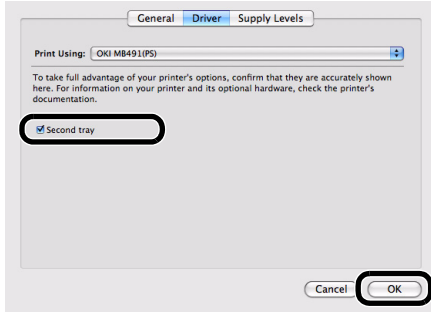 General Driver Supply Levels
Print Using: OKI MB491(PS)
To take full advantage of your printer's options, confirm that they are accurately shown
here. For information on your printer and its optional hardware, check the printer's
documentation.
Second tray
Cancel OK